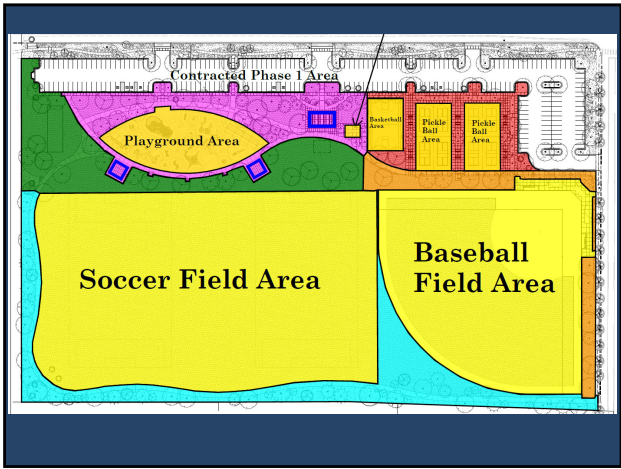 Contracted Phase 1 Area
Playground Area
Basketball
Area
Pickle
Ball
Area
Pickle
Ball
Area
Soccer Field Area
Baseball
Field Area